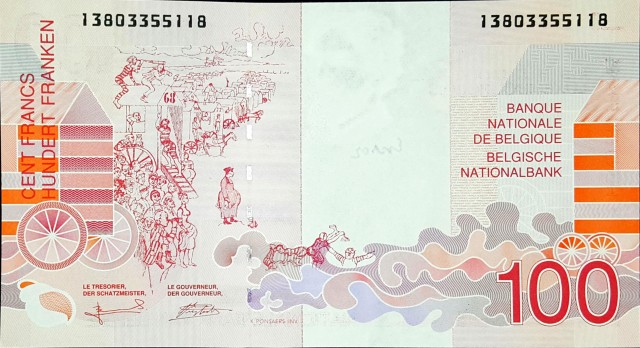 13803355118
13803355118
CENT FRANCS
HUNDERT FRANKEN
68
BANQUE
NATIONALE
DE BELGIQUE
BELGISCHE
NATIONALBANK
LE TRESORIER,
DER SCHATZMEISTER,
LE GOUVERNEUR,
DER GOUVERNEUR,
100